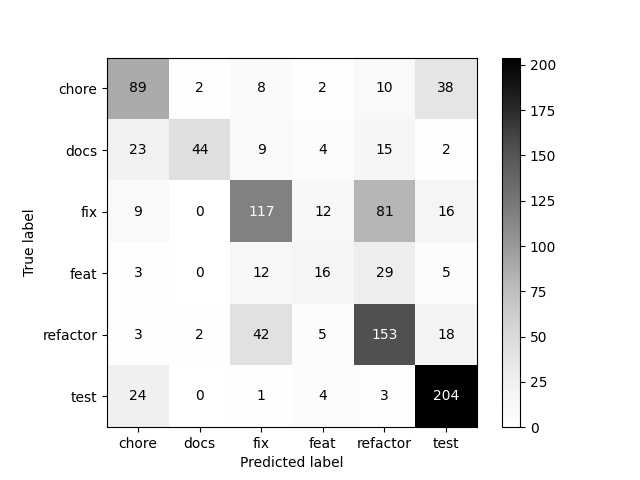 chore 89 2 8 2 10 38
docs 23 44 9 4 15 2
fix 9 0 117 12 81 16
feat 3 0 12 16 29 5
refactor 3 2 42 5 153 18
test 24 0 1 4 3 204
chore docs fix feat refactor test
Predicted label
True label
200
175
150
125
100
75
50
25
0